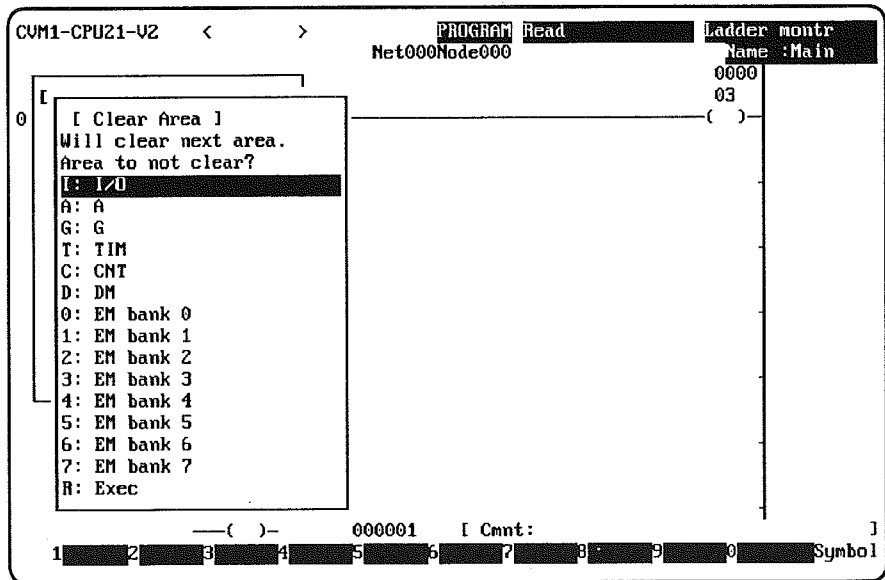 CVM1-CPU21-V2 < > PROGRAM Read Ladder montr
Net000Node000 Name :Main
0000
03
[
0 ( )
[ Clear Area ]
Will clear next area.
Area to not clear?
I: I/O
A: A
G: G
T: TIM
C: CNT
D: DM
0: EM bank 0
1: EM bank 1
2: EM bank 2
3: EM bank 3
4: EM bank 4
5: EM bank 5
6: EM bank 6
7: EM bank 7
R: Exec
—( )— 000001 [ Cmnt: ]
1 2 3 4 5 6 7 8 9 0 Symbol